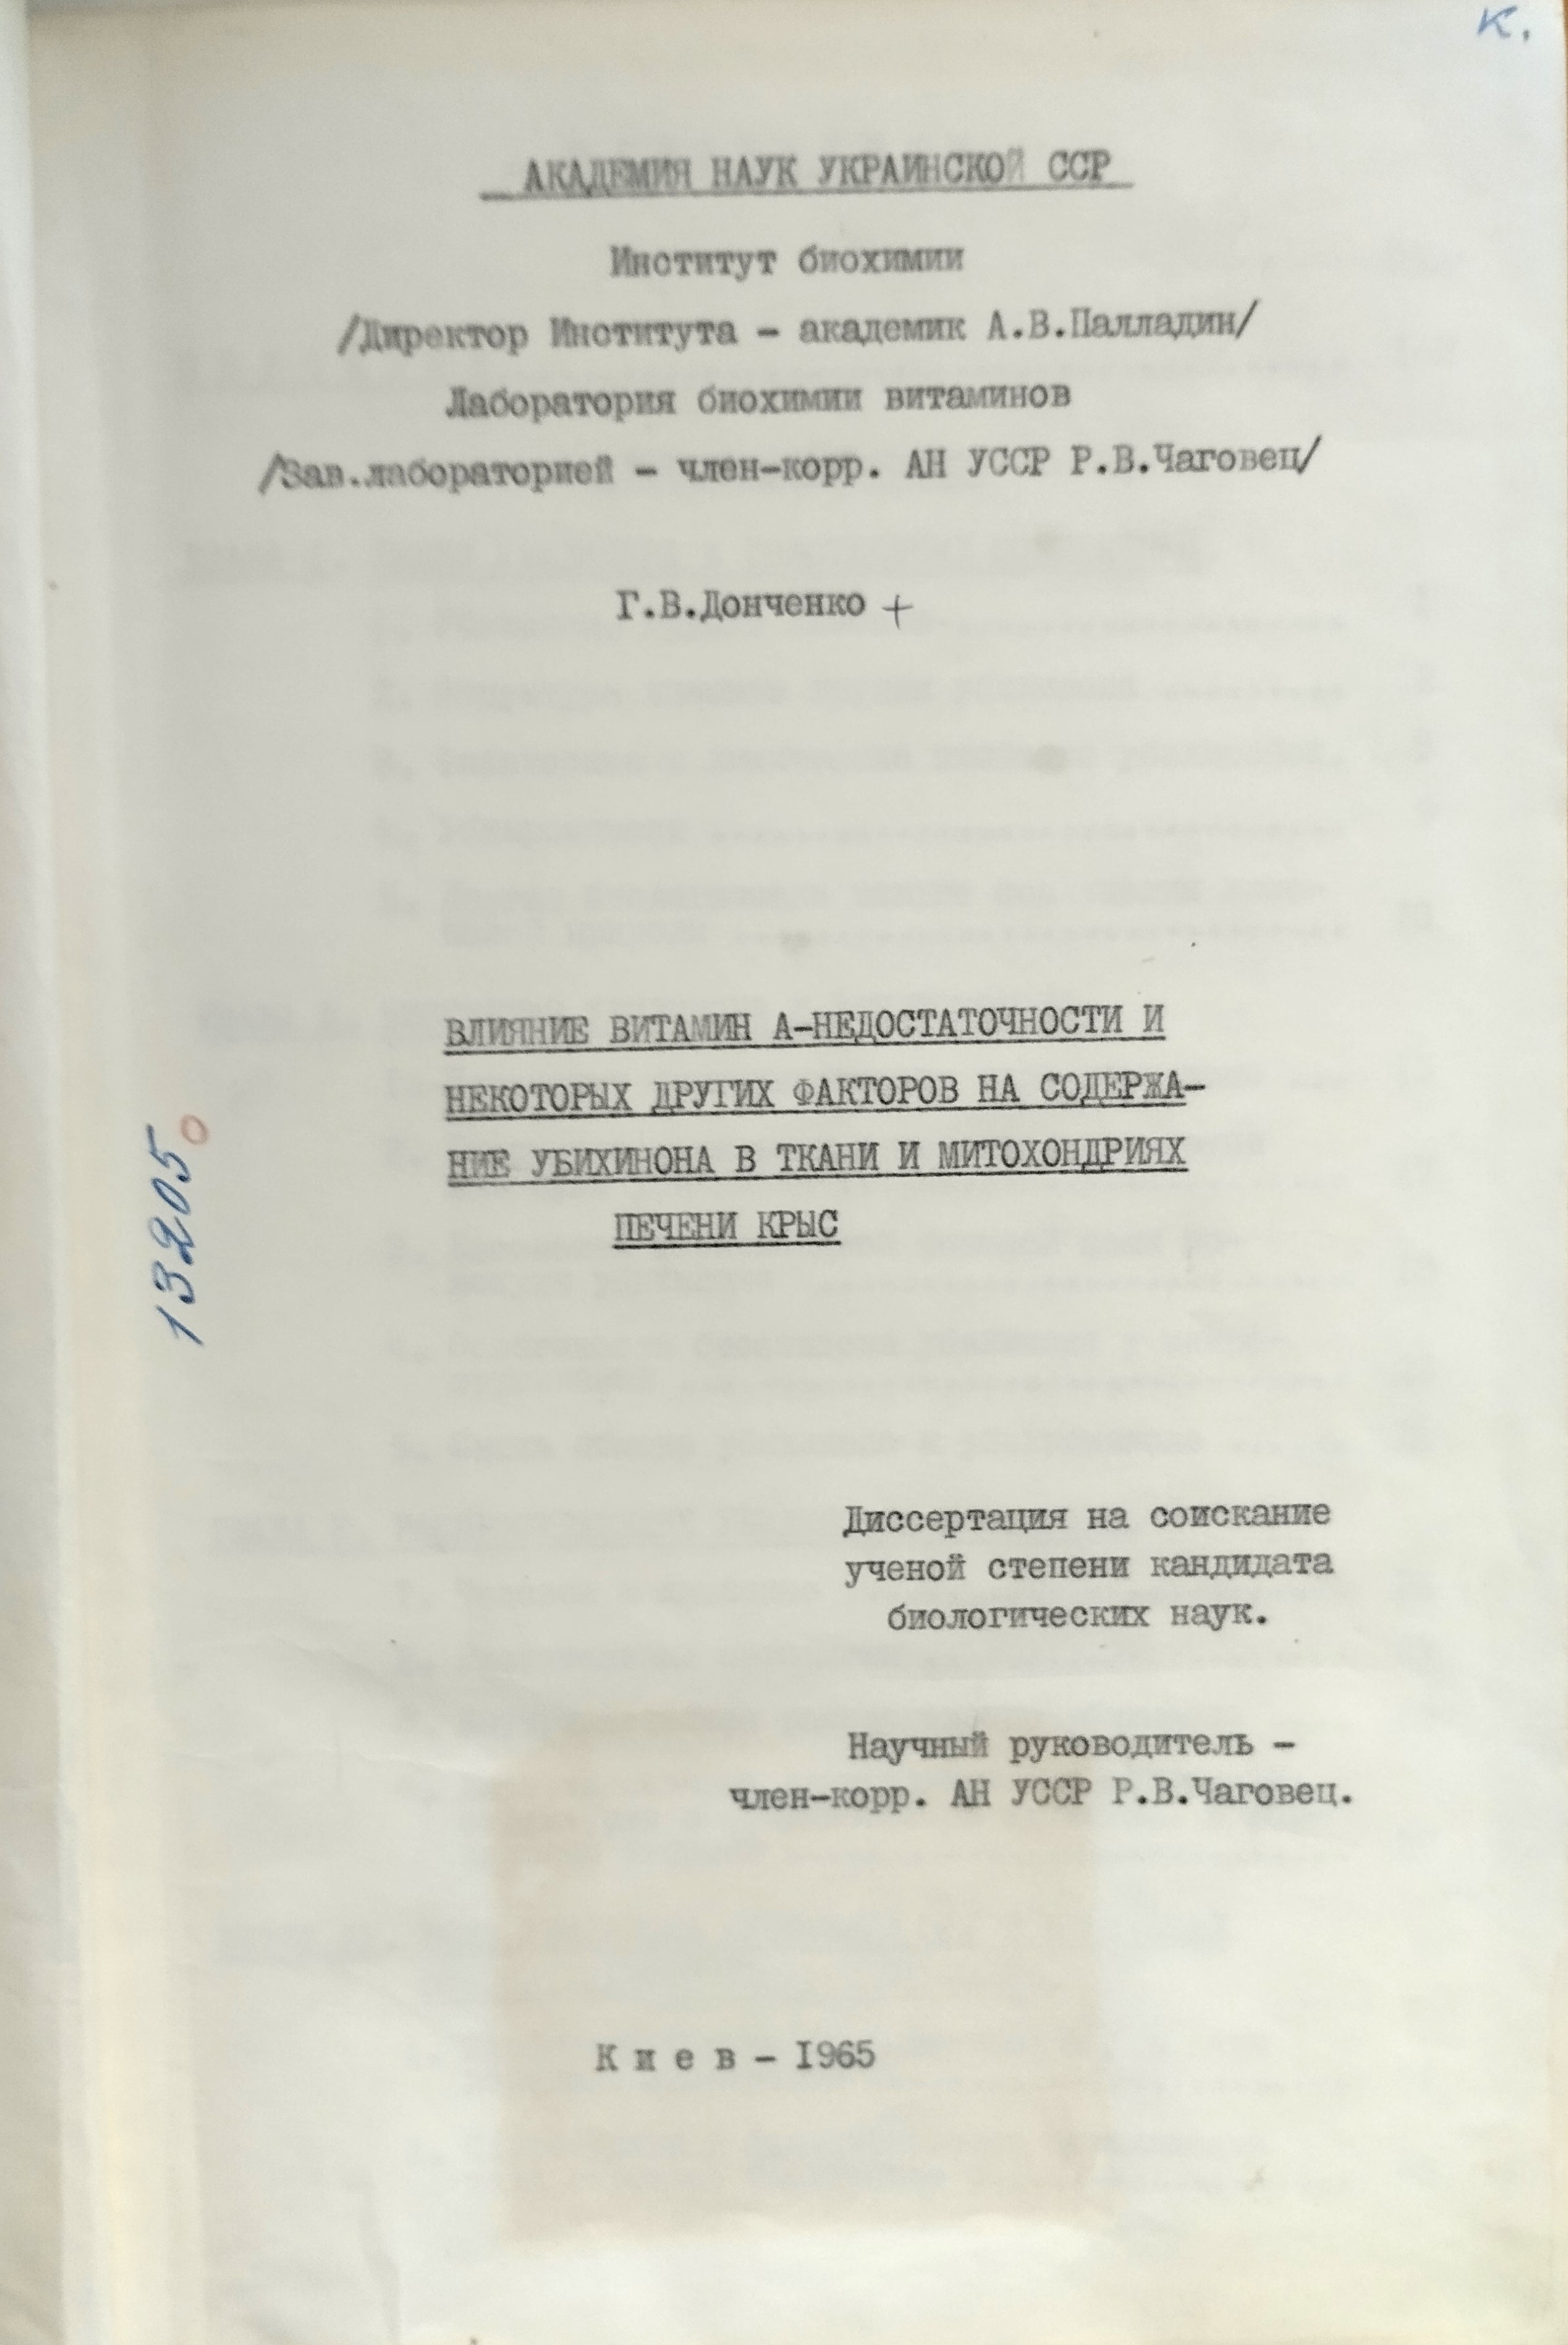 К.
АКАДЕМИЯ НАУК УКРАИНСКОЙ ССР
Институт биохимии
/Директор Института – академик А.В.Палладин/
Лаборатория биохимии витаминов
/Зав.лабораторией – член-корр. АН УССР Р.В.Чаговец/
Г.В.Донченко +
ВЛИЯНИЕ ВИТАМИН А-НЕДОСТАТОЧНОСТИ И
НЕКОТОРЫХ ДРУГИХ ФАКТОРОВ НА СОДЕРЖА-
НИЕ УБИХИНОНА В ТКАНИ И МИТОХОНДРИЯХ
ПЕЧЕНИ КРЫС
13205
Диссертация на соискание
ученой степени кандидата
биологических наук.
Научный руководитель –
член-корр. АН УССР Р.В.Чаговец.
К и е в – I965